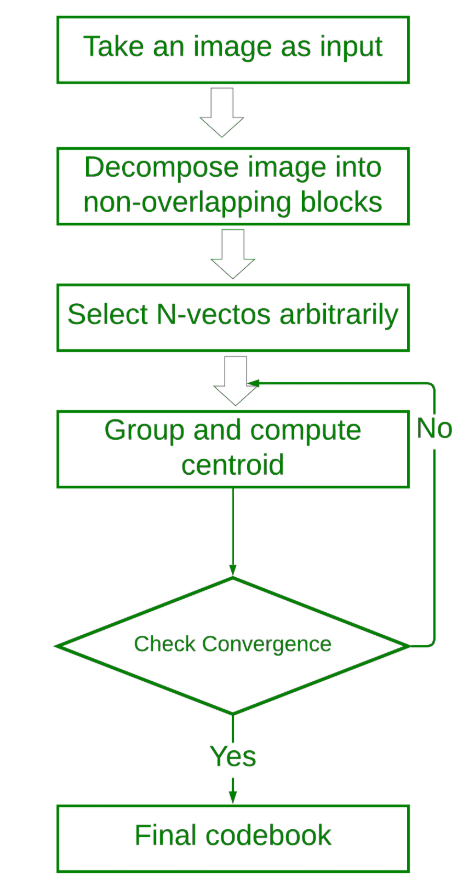 Take an image as input
Decompose image into
non-overlapping blocks
Select N-vectos arbitrarily
Group and compute
centroid
No
Check Convergence
Yes
Final codebook